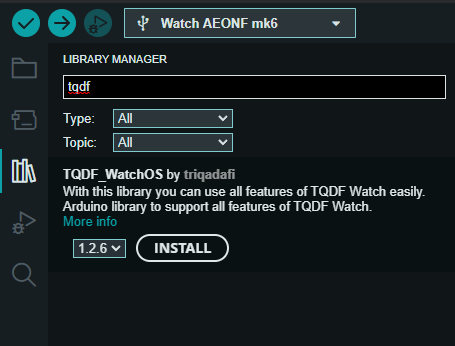 Watch AEONF mk6
LIBRARY MANAGER
tqdf
Type: All
Topic: All
TQDF_WatchOS by triqadafi
With this library you can use all features of TQDF Watch easily.
Arduino library to support all features of TQDF Watch.
More info
1.2.6 INSTALL